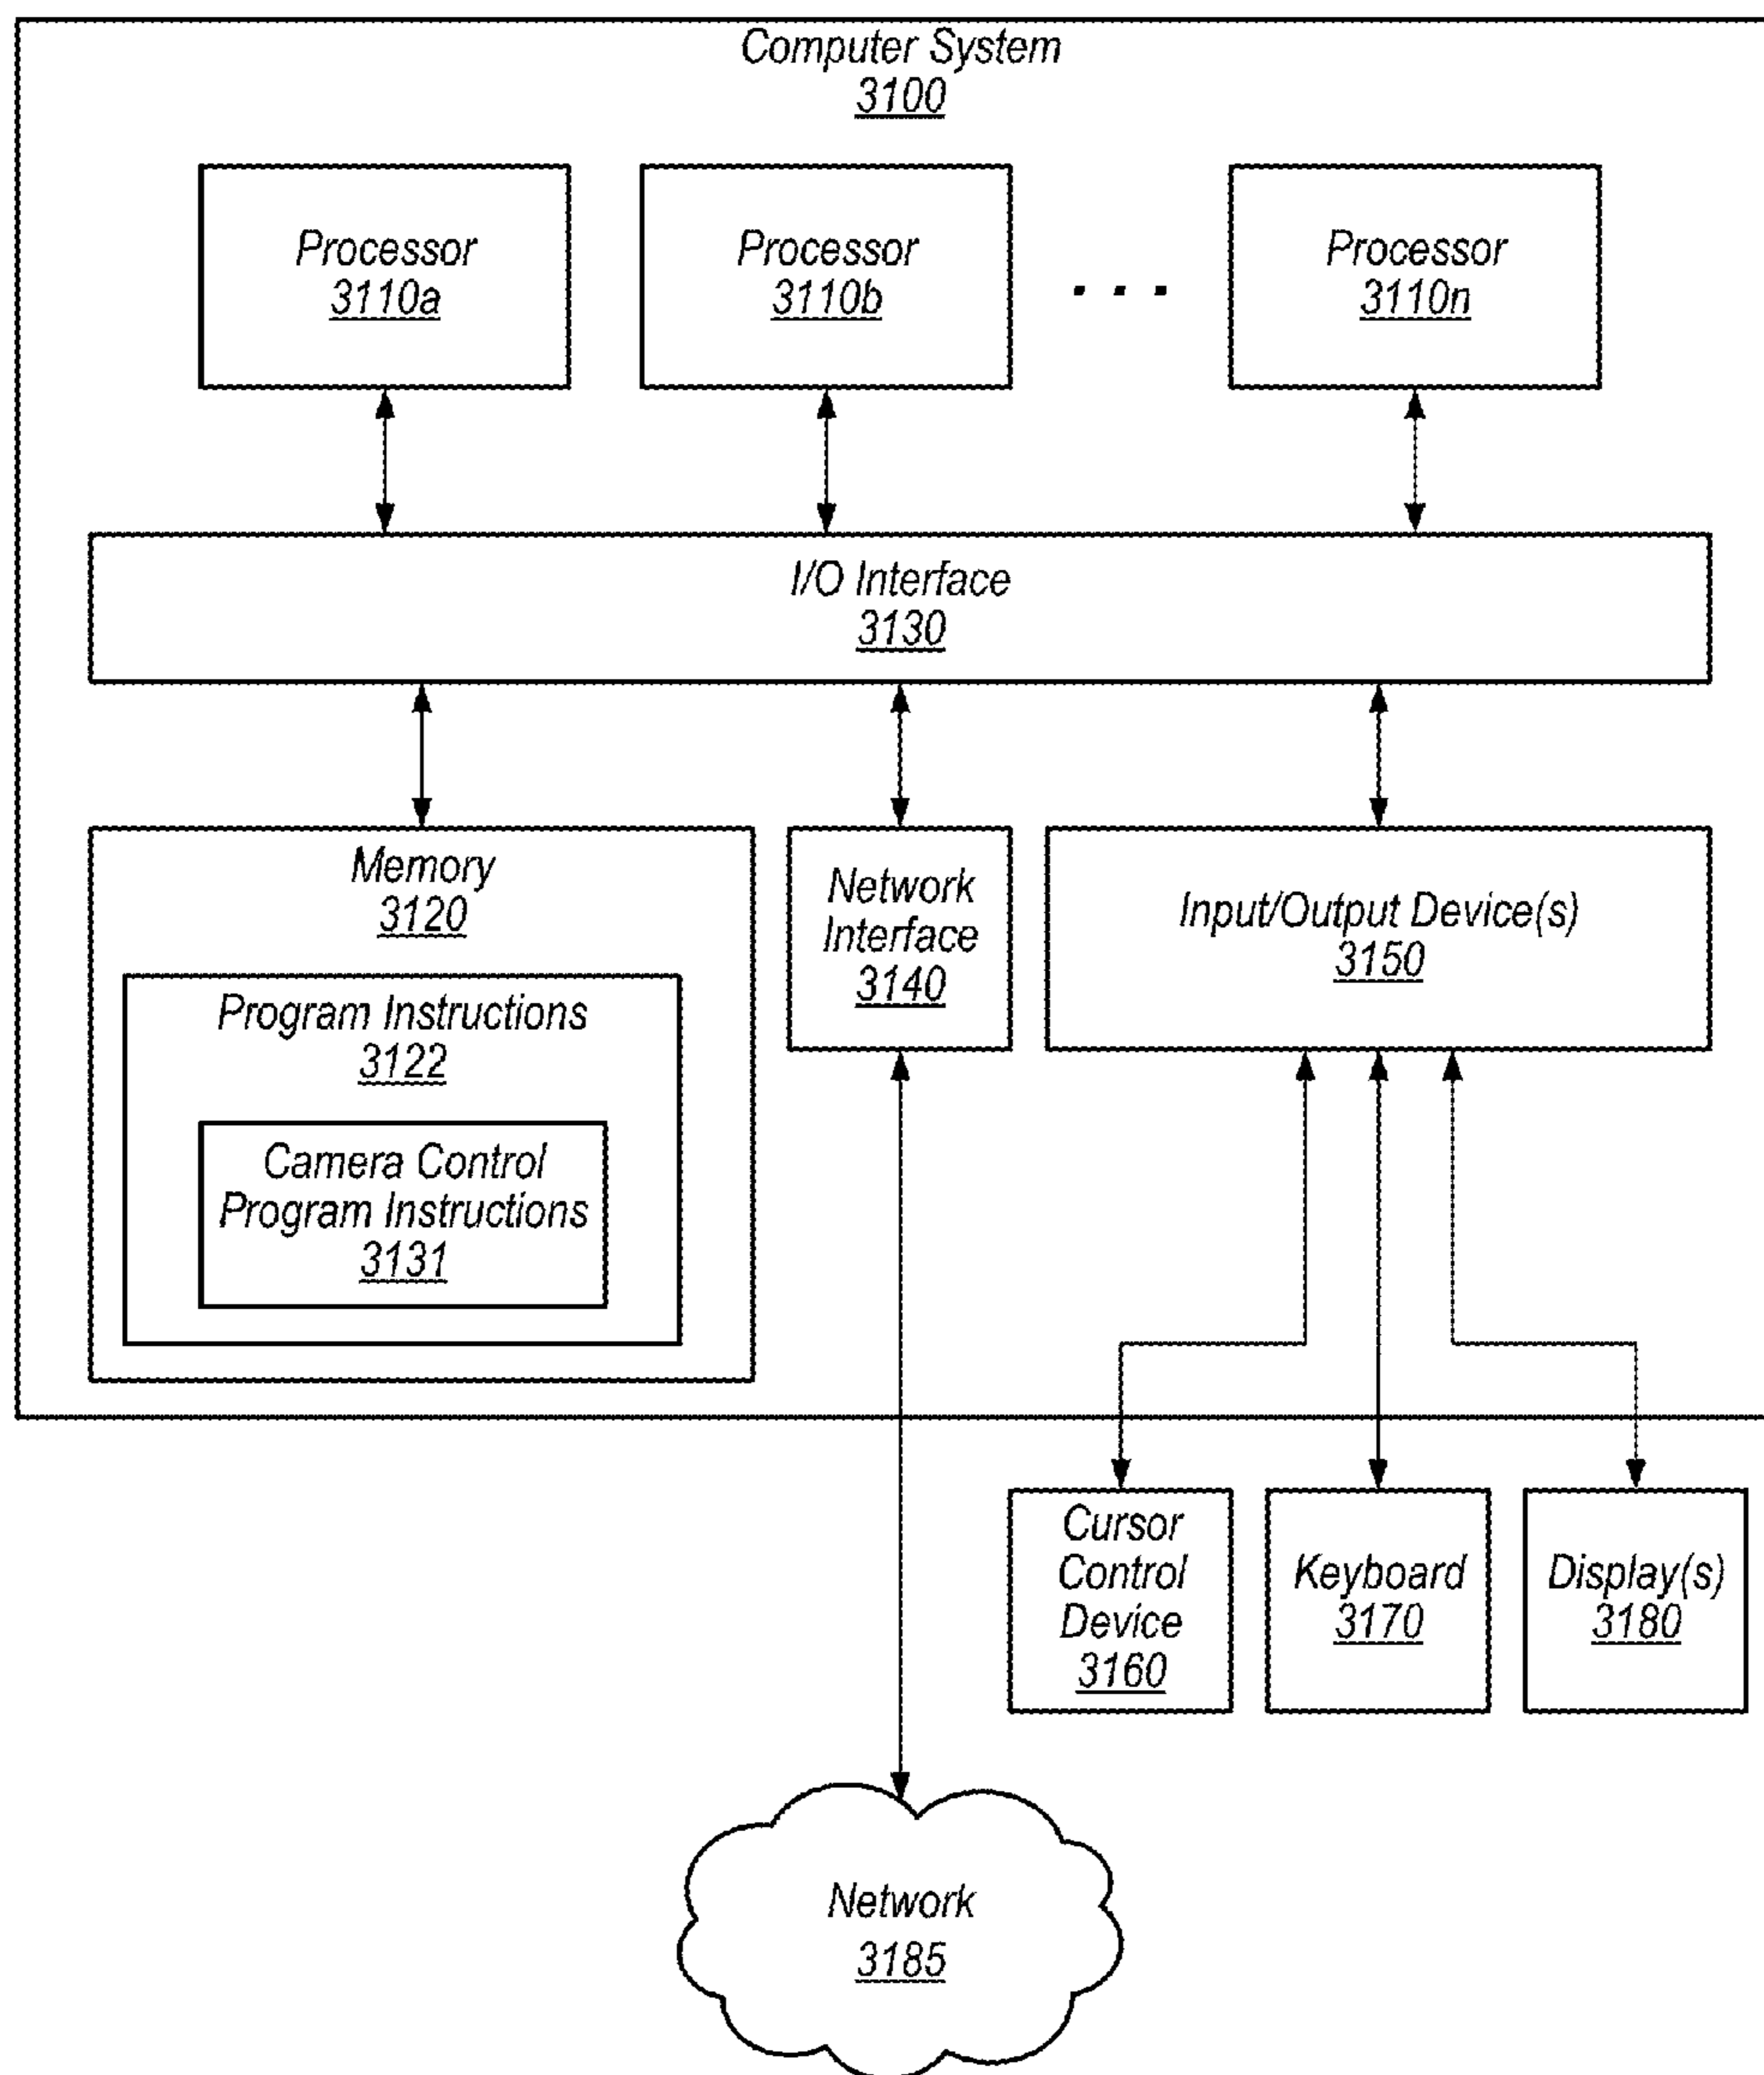 Computer System
3100
Processor
3110a
Processor
3110b
. . .
Processor
3110n
I/O Interface
3130
Memory
3120
Program Instructions
3122
Camera Control
Program Instructions
3131
Network
Interface
3140
Input/Output Device(s)
3150
Cursor
Control
Device
3160
Keyboard
3170
Display(s)
3180
Network
3185